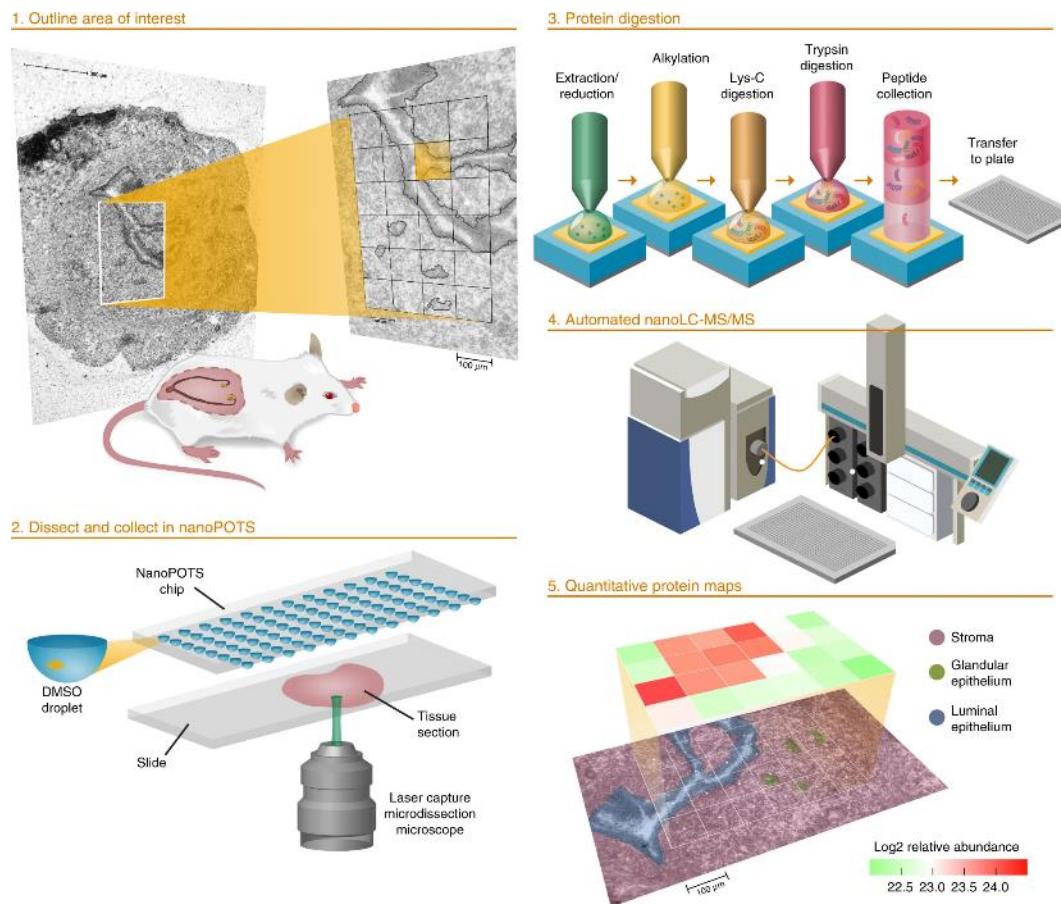 1. Outline area of interest
100 µm
2. Dissect and collect in nanoPOTS
NanoPOTS
chip
DMSO
droplet
Slide
Tissue
section
Laser capture
microdissection
microscope
3. Protein digestion
Extraction/
reduction
Alkylation
Lys-C
digestion
Trypsin
digestion
Peptide
collection
Transfer
to plate
4. Automated nanoLC-MS/MS
5. Quantitative protein maps
Stroma
Glandular
epithelium
Luminal
epithelium
100 µm
Log2 relative abundance
22.5 23.0 23.5 24.0